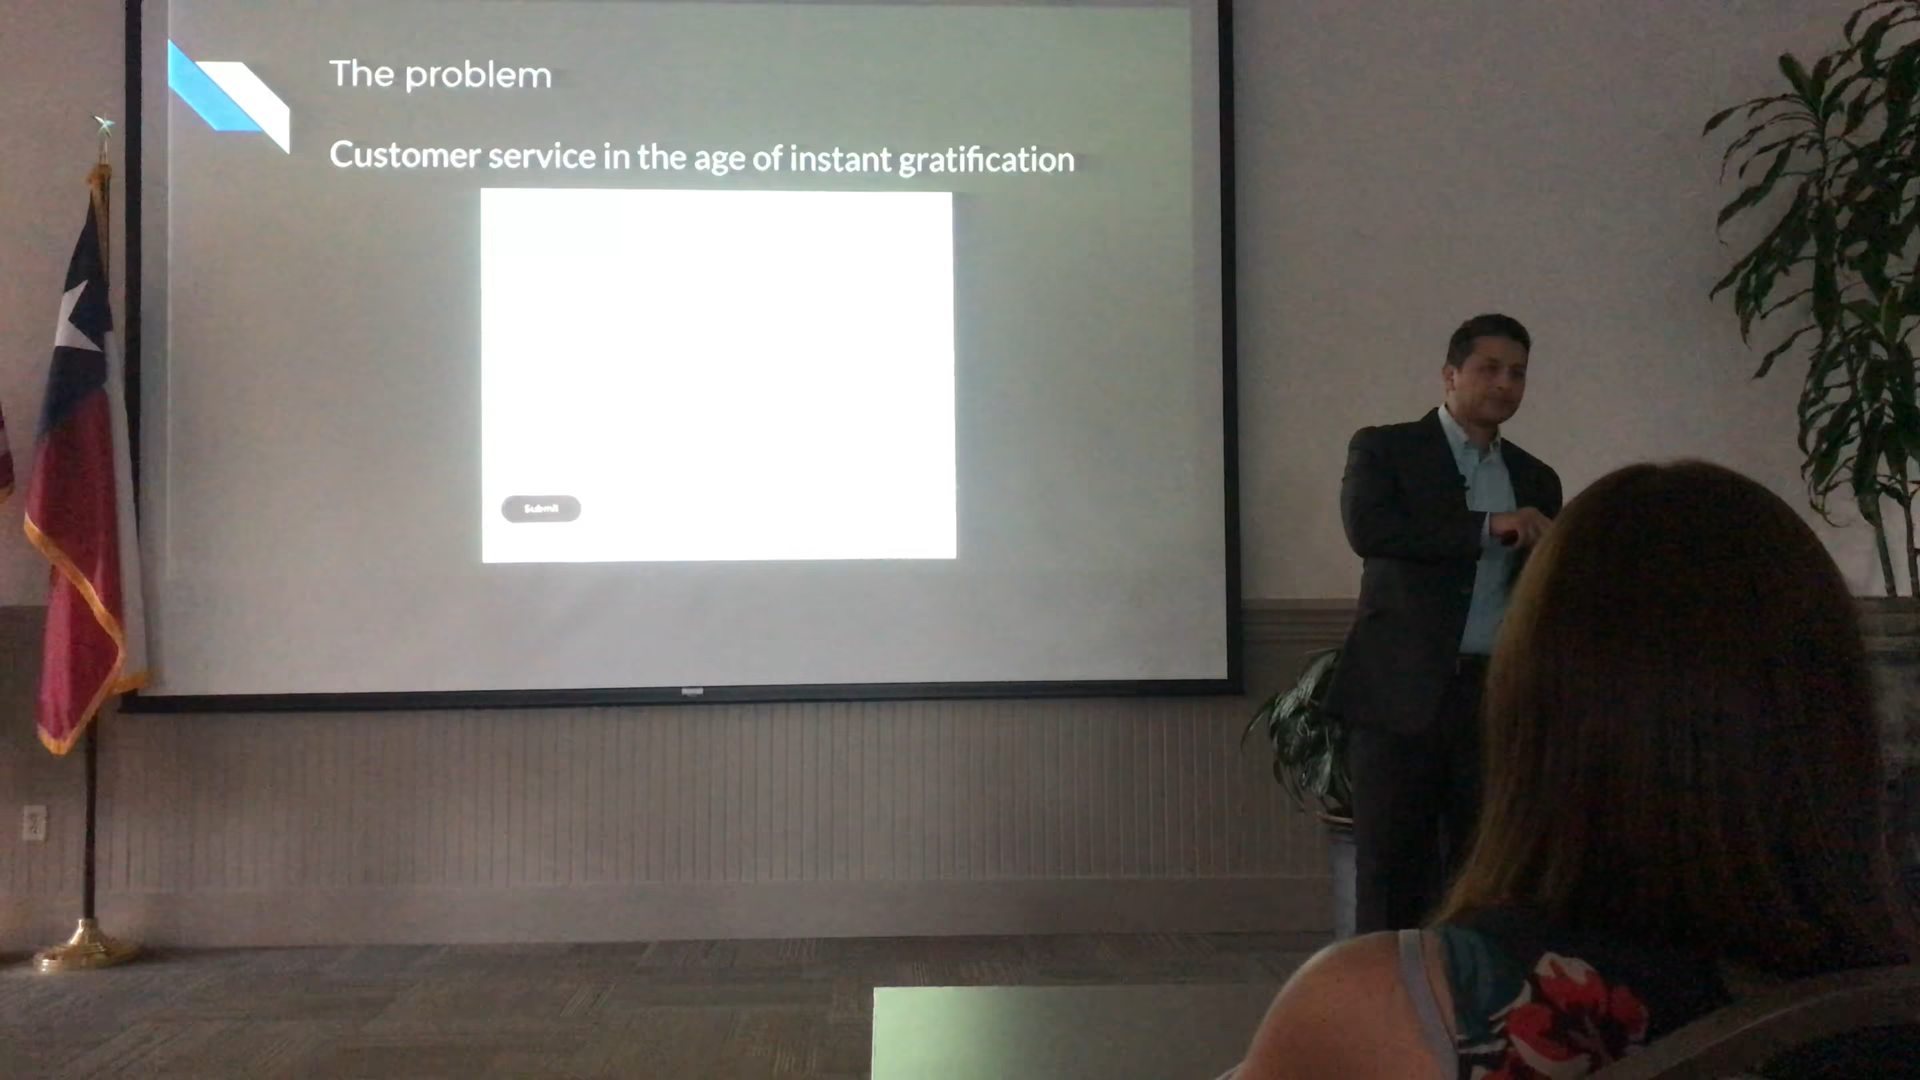 The problem
Customer service in the age of instant gratification
Submit